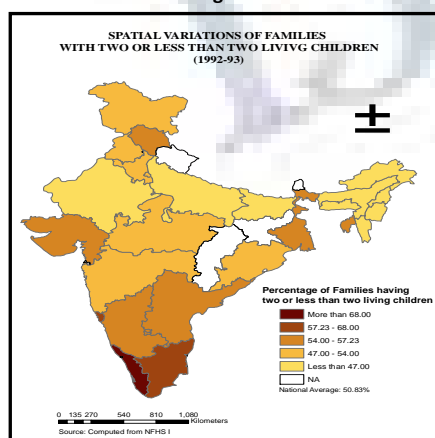 SPATIAL VARIATIONS OF FAMILIES
WITH TWO OR LESS THAN TWO LIVIVG CHILDREN
(1992-93)
Percentage of Families having
two or less than two living children
More than 68.00
57.23 - 68.00
54.00 - 57.23
47.00 - 54.00
Less than 47.00
NA
National Average: 50.83%
0 135 270 540 810 1,080
Kilometers
Source: Computed from NFHS I